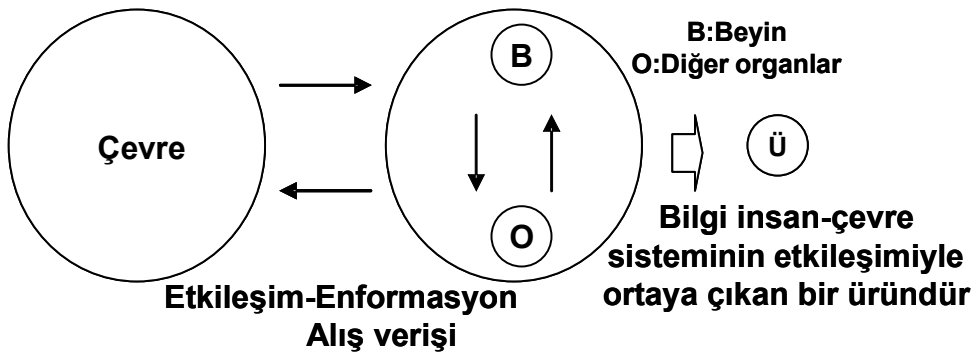 Çevre
B
O
B:Beyin
O:Diğer organlar
Ü
Bilgi insan-çevre
sisteminin etkileşimiyle
ortaya çıkan bir üründür
Etkileşim-Enformasyon
Alış verişi